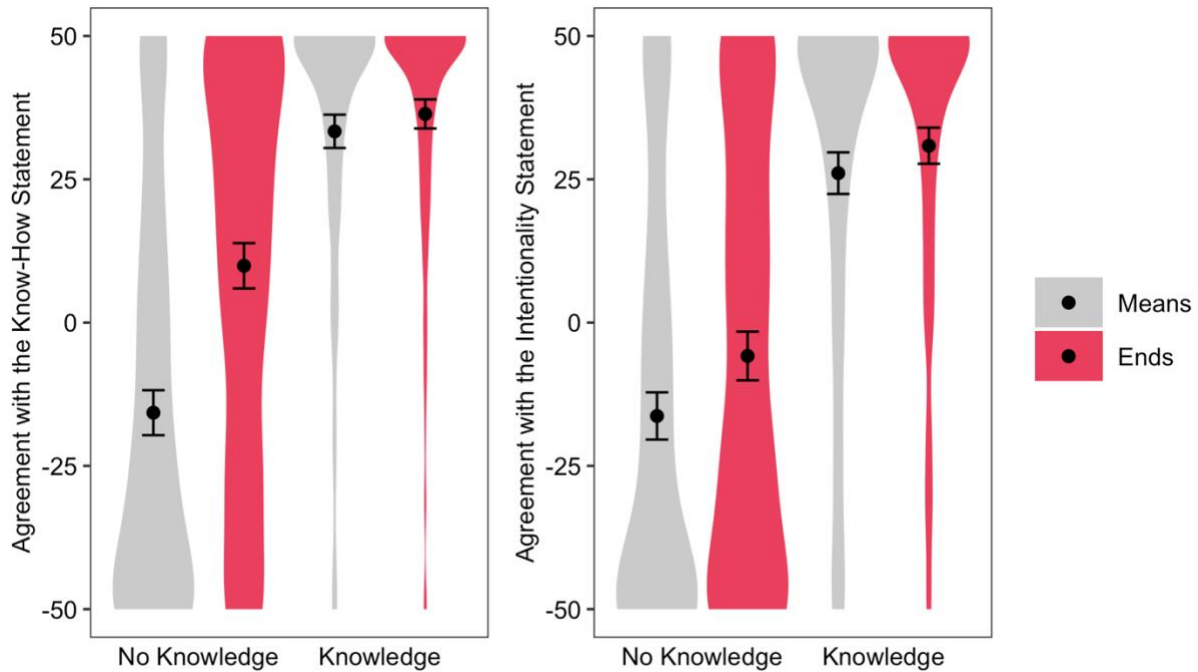 Agreement with the Know-How Statement
50
25
0
-25
-50
No Knowledge
Knowledge
Agreement with the Intentionality Statement
50
25
0
-25
-50
No Knowledge
Knowledge
Means
Ends